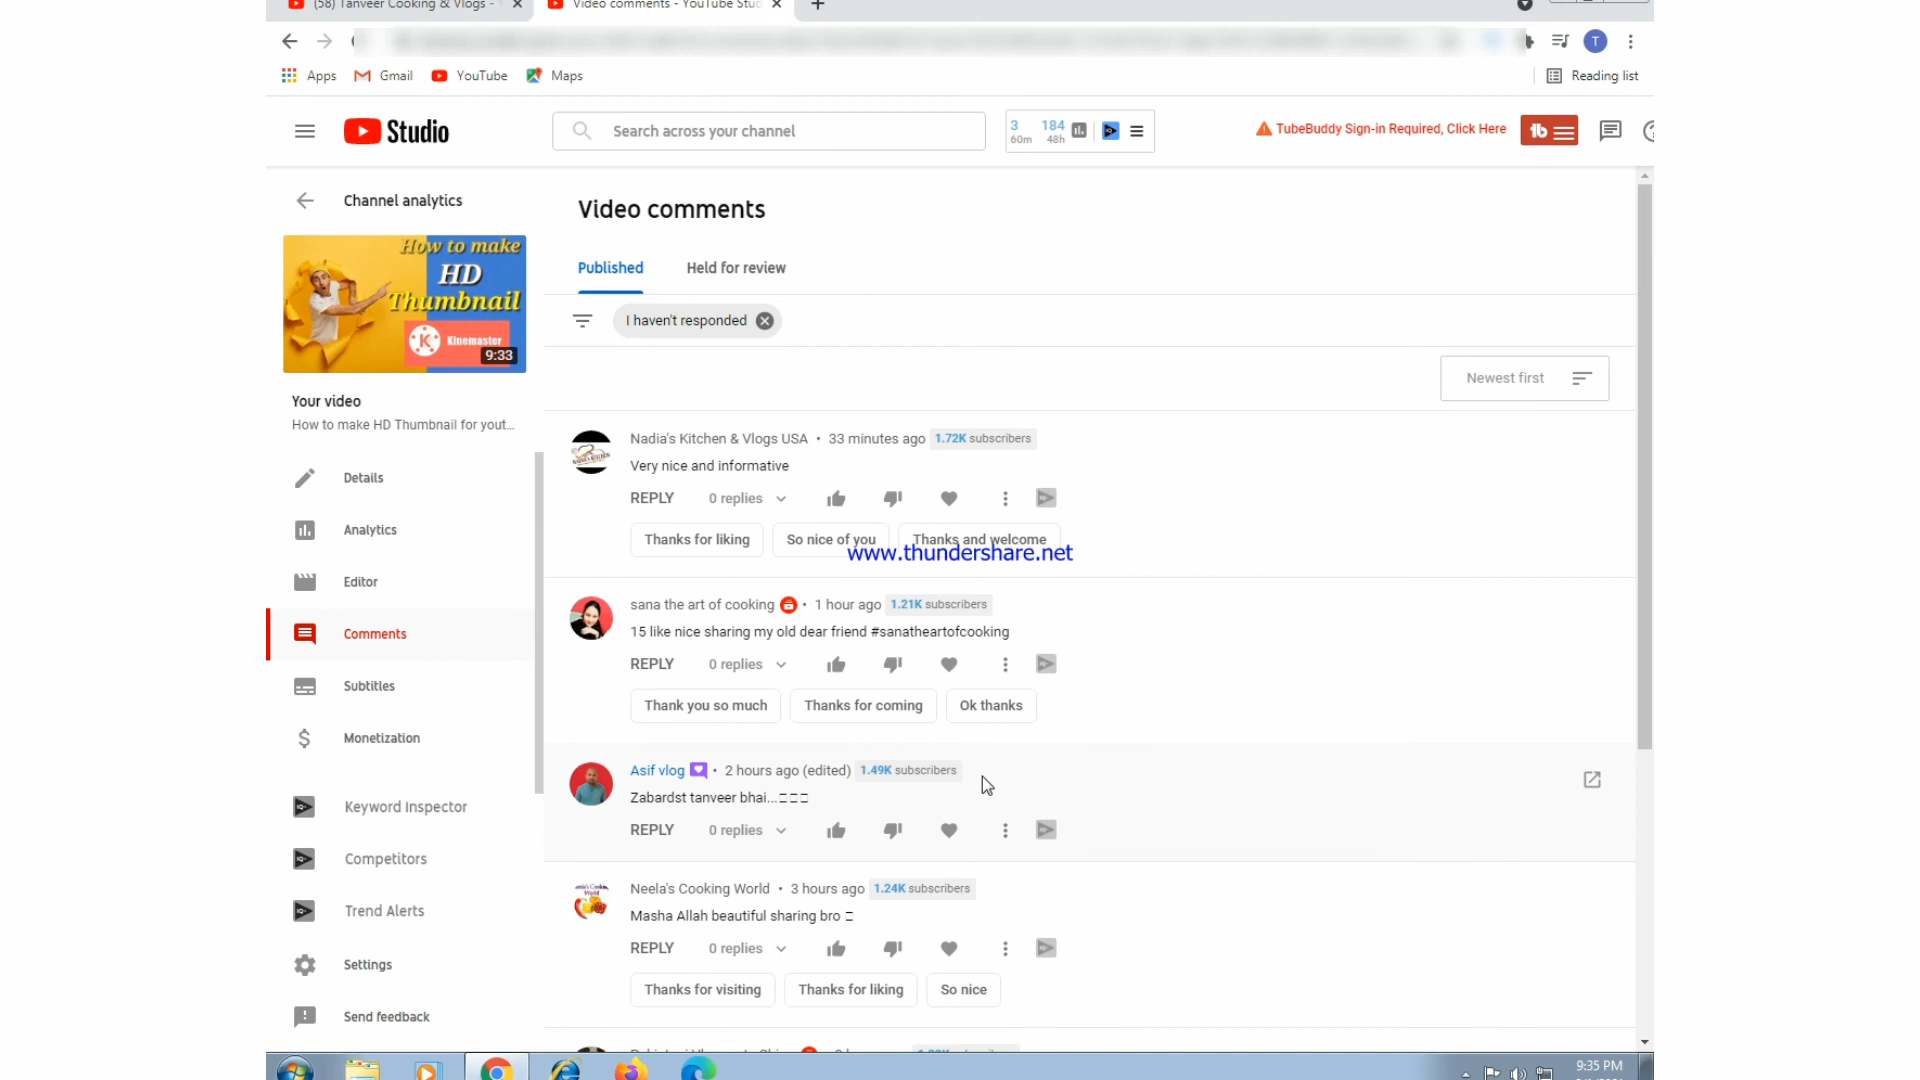 (58) Tanveer Cooking & Vlogs -
Video comments - YouTube Stud
T
Apps
Gmail
YouTube
Maps
Reading list
Studio
Search across your channel
3 60m
184 48h
TubeBuddy Sign-in Required, Click Here
Channel analytics
How to make
HD
Thumbnail
K Kinemaster
9:33
Your video
How to make HD Thumbnail for yout...
Details
Analytics
Editor
Comments
Subtitles
Monetization
Keyword Inspector
Competitors
Trend Alerts
Settings
Send feedback
Video comments
Published
Held for review
I haven't responded
Newest first
Nadia's Kitchen & Vlogs USA • 33 minutes ago 1.72K subscribers
Very nice and informative
REPLY 0 replies
Thanks for liking
So nice of you
Thanks and welcome
www.thundershare.net
sana the art of cooking • 1 hour ago 1.21K subscribers
15 like nice sharing my old dear friend #sanatheartofcooking
REPLY 0 replies
Thank you so much
Thanks for coming
Ok thanks
Asif vlog • 2 hours ago (edited) 1.49K subscribers
Zabardst tanveer bhai...
REPLY 0 replies
Neela's Cooking World • 3 hours ago 1.24K subscribers
Masha Allah beautiful sharing bro
REPLY 0 replies
Thanks for visiting
Thanks for liking
So nice
9:35 PM